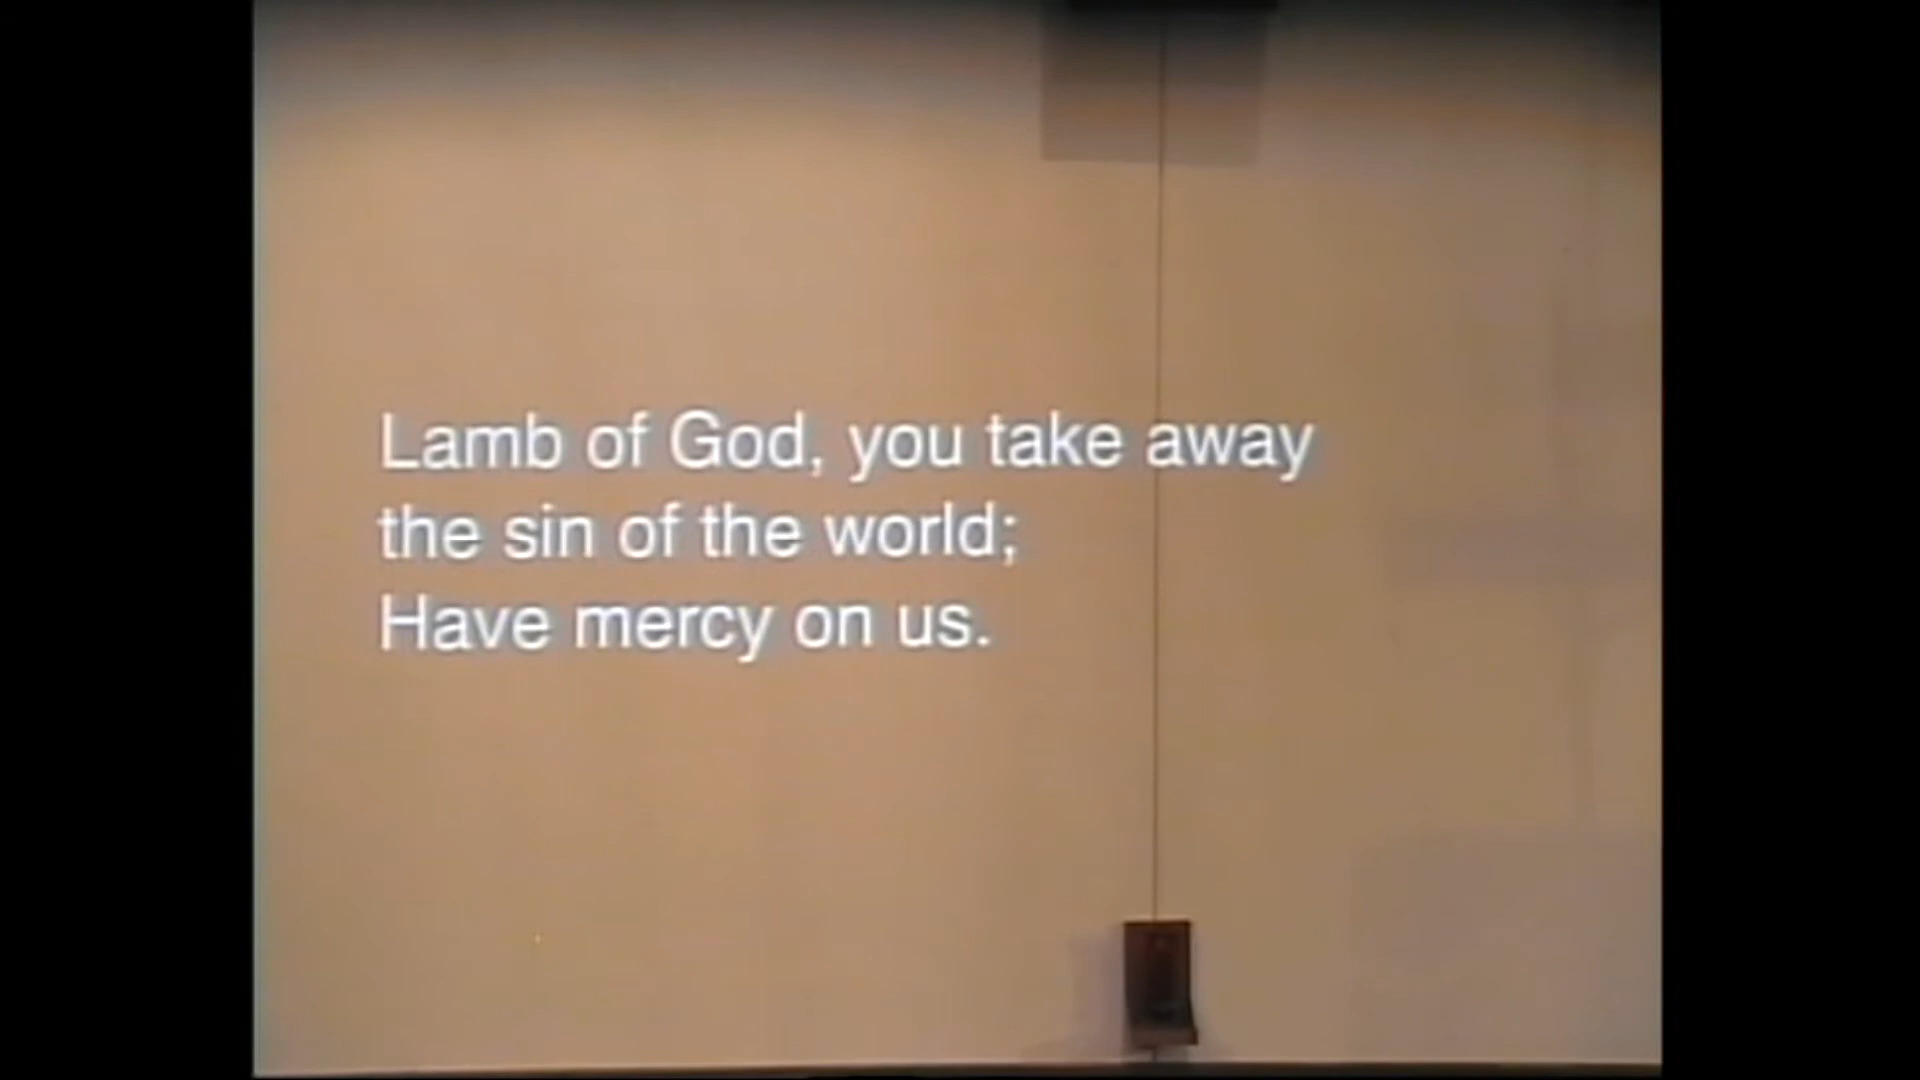 Lamb of God, you take away
the sin of the world;
Have mercy on us.